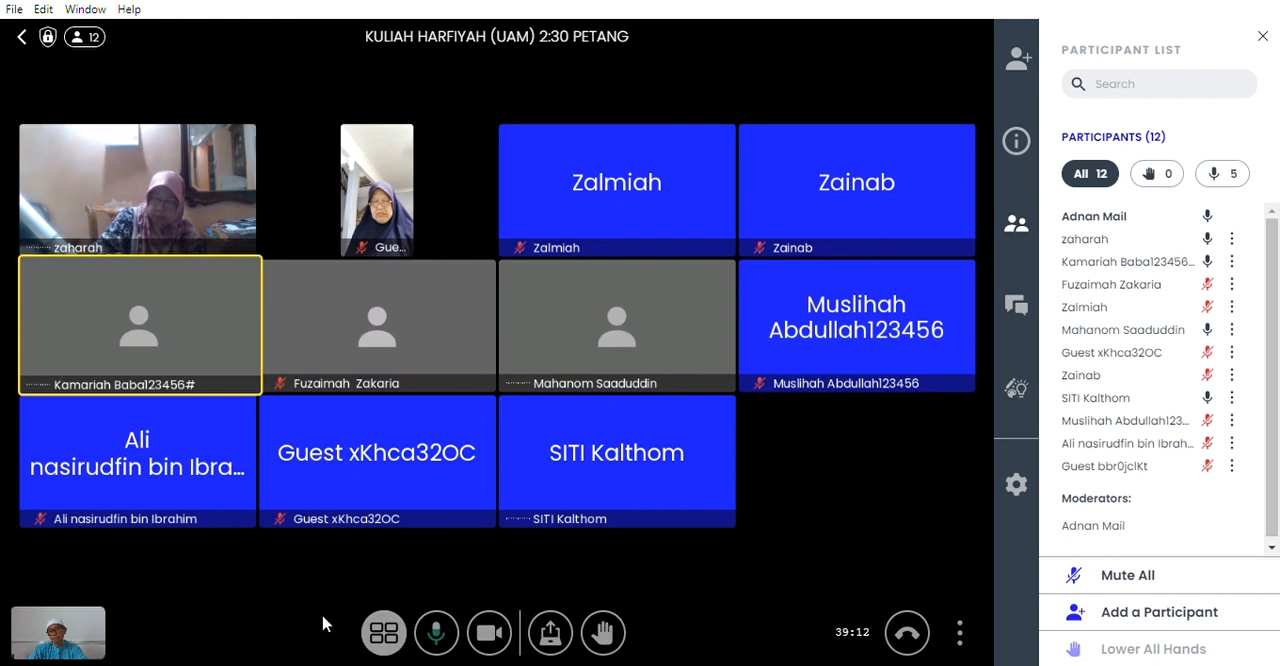 File Edit Window Help
12
KULIAH HARFIYAH (UAM) 2:30 PETANG
zaharah
Gue...
Zalmiah
Zalmiah
Zainab
Zainab
Kamariah Baba123456#
Fuzaimah Zakaria
Mahanom Saaduddin
Muslihah
Abdullah123456
Muslihah Abdullah123456
Ali
nasirudfin bin Ibra...
Ali nasirudfin bin Ibrahim
Guest xKhca32OC
Guest xKhca32OC
SITI Kalthom
SITI Kalthom
39:12
PARTICIPANT LIST
Search
PARTICIPANTS (12)
All 12 0 5
Adnan Mail
zaharah
Kamariah Baba123456...
Fuzaimah Zakaria
Zalmiah
Mahanom Saaduddin
Guest xKhca32OC
Zainab
SITI Kalthom
Muslihah Abdullah123...
Ali nasirudfin bin Ibrah...
Guest bbr0jclKt
Moderators:
Adnan Mail
Mute All
Add a Participant
Lower All Hands